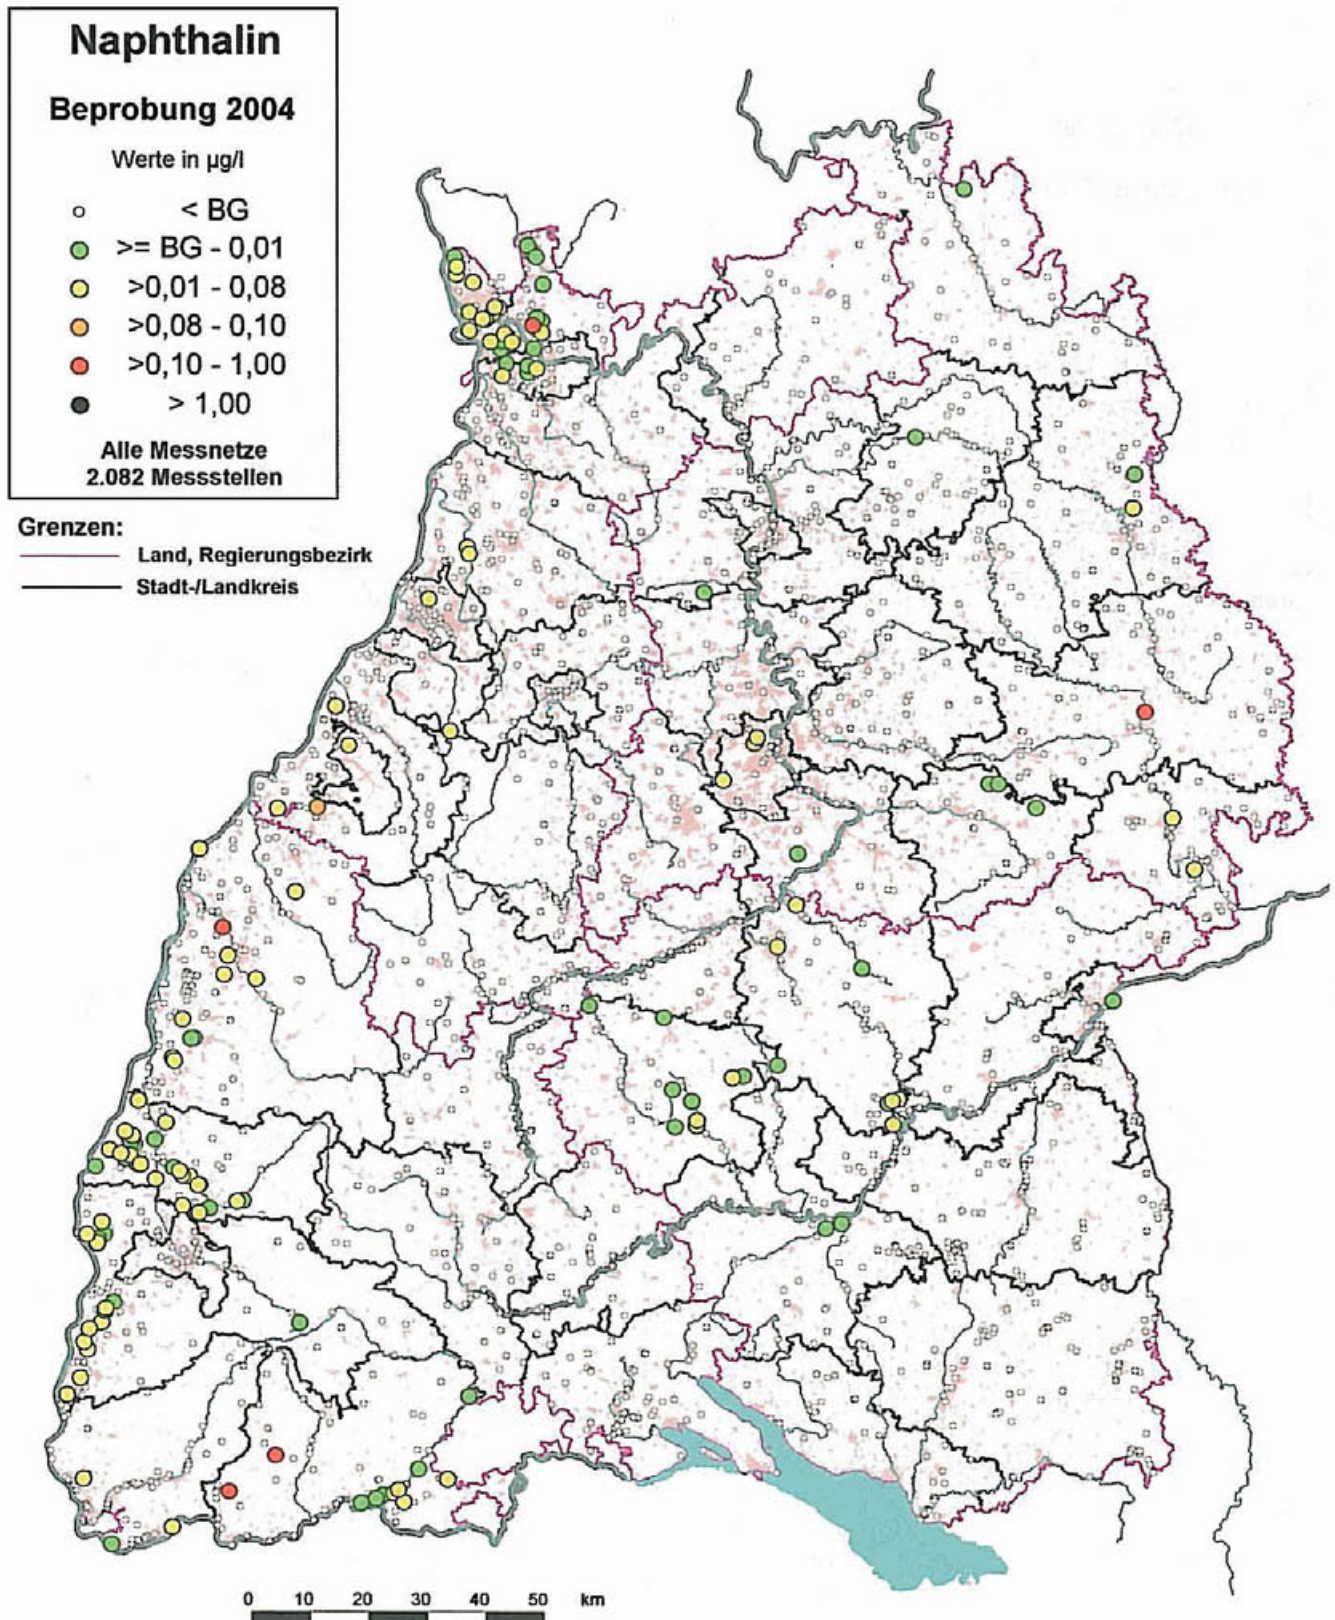 Naphthalin
Beprobung 2004
Werte in µg/l
< BG
>= BG - 0,01
>0,01 - 0,08
>0,08 - 0,10
>0,10 - 1,00
> 1,00
Alle Messnetze
2.082 Messstellen
Grenzen:
Land, Regierungsbezirk
Stadt-/Landkreis
0 10 20 30 40 50 km